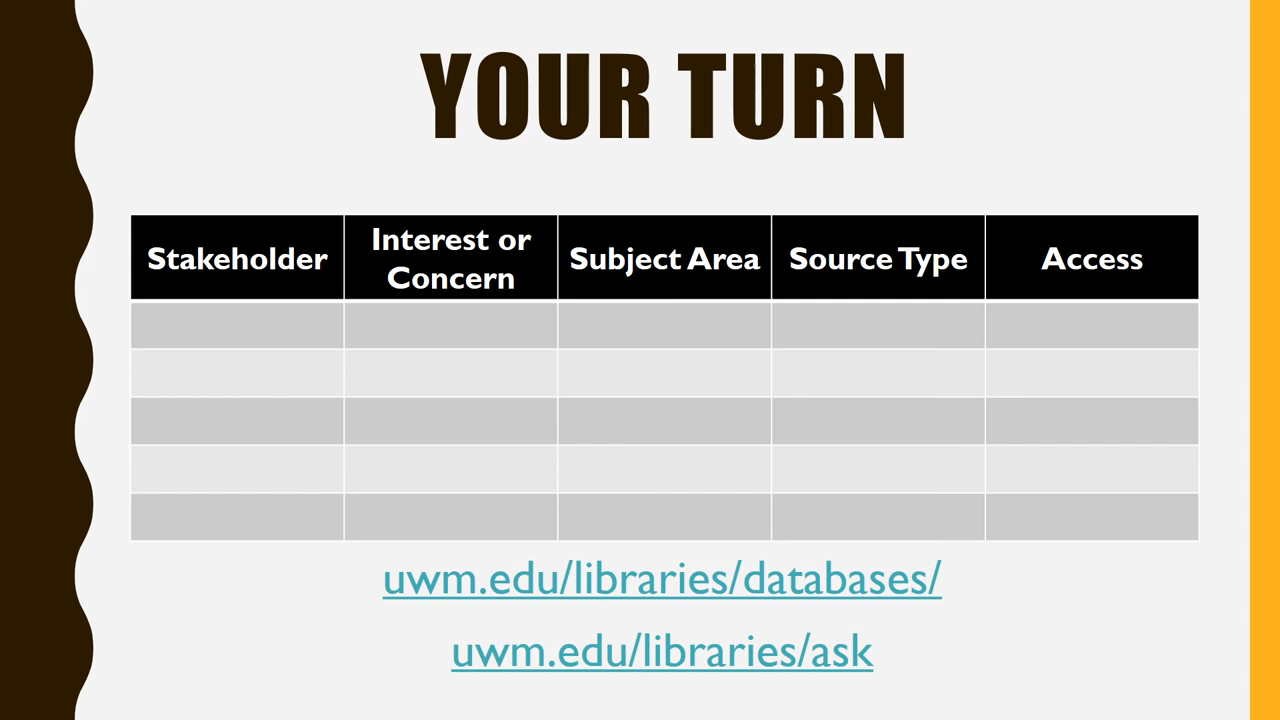 YOUR TURN
Stakeholder
Interest or
Concern
Subject Area
Source Type
Access
uwm.edu/libraries/databases/
uwm.edu/libraries/ask